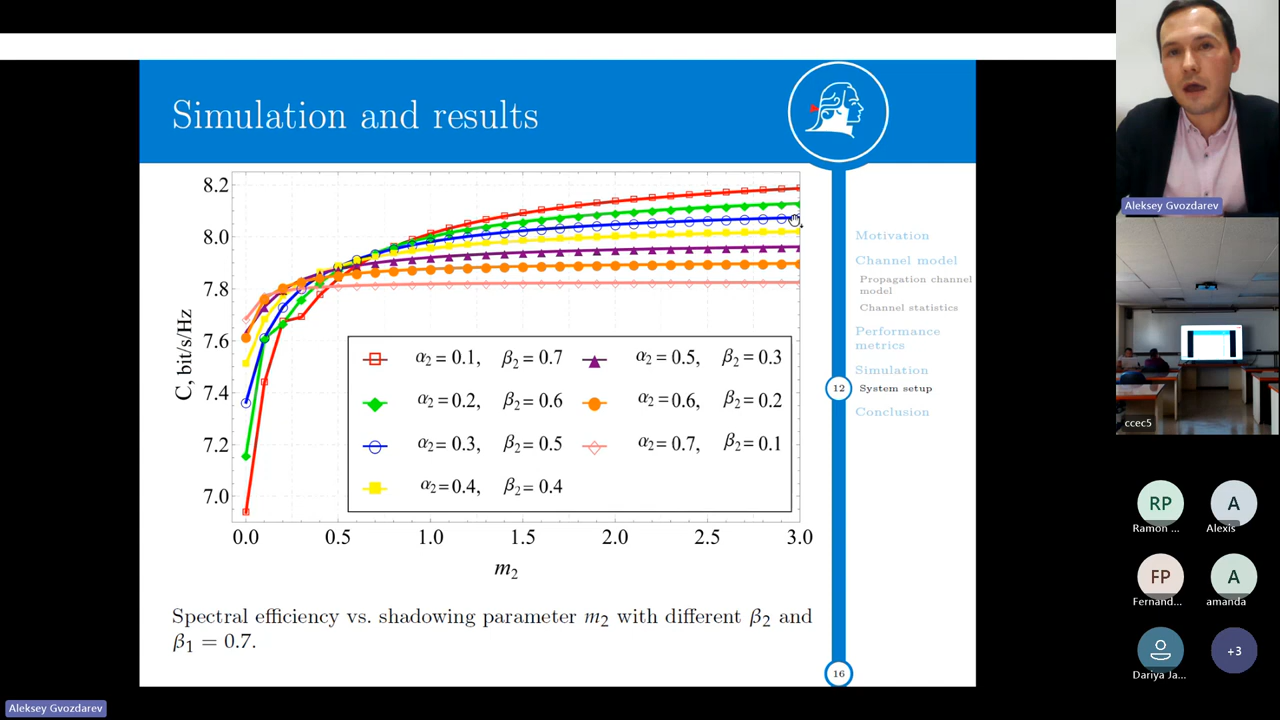 Simulation and results
8.2
8.0
7.8
7.6
7.4
7.2
7.0
C, bit/s/Hz
α2 = 0.1, β2 = 0.7
α2 = 0.5, β2 = 0.3
α2 = 0.2, β2 = 0.6
α2 = 0.6, β2 = 0.2
α2 = 0.3, β2 = 0.5
α2 = 0.7, β2 = 0.1
α2 = 0.4, β2 = 0.4
0.0 0.5 1.0 1.5 2.0 2.5 3.0
m2
Spectral efficiency vs. shadowing parameter m2 with different β2 and
β1 = 0.7.
Motivation
Channel model
Propagation channel
model
Channel statistics
Performance
metrics
Simulation
12
System setup
Conclusion
16
Aleksey Gvozdarev
ccec5
RP
Ramon ...
A
Alexis
FP
Fernand...
A
amanda
Dariya Ja...
+3
Aleksey Gvozdarev